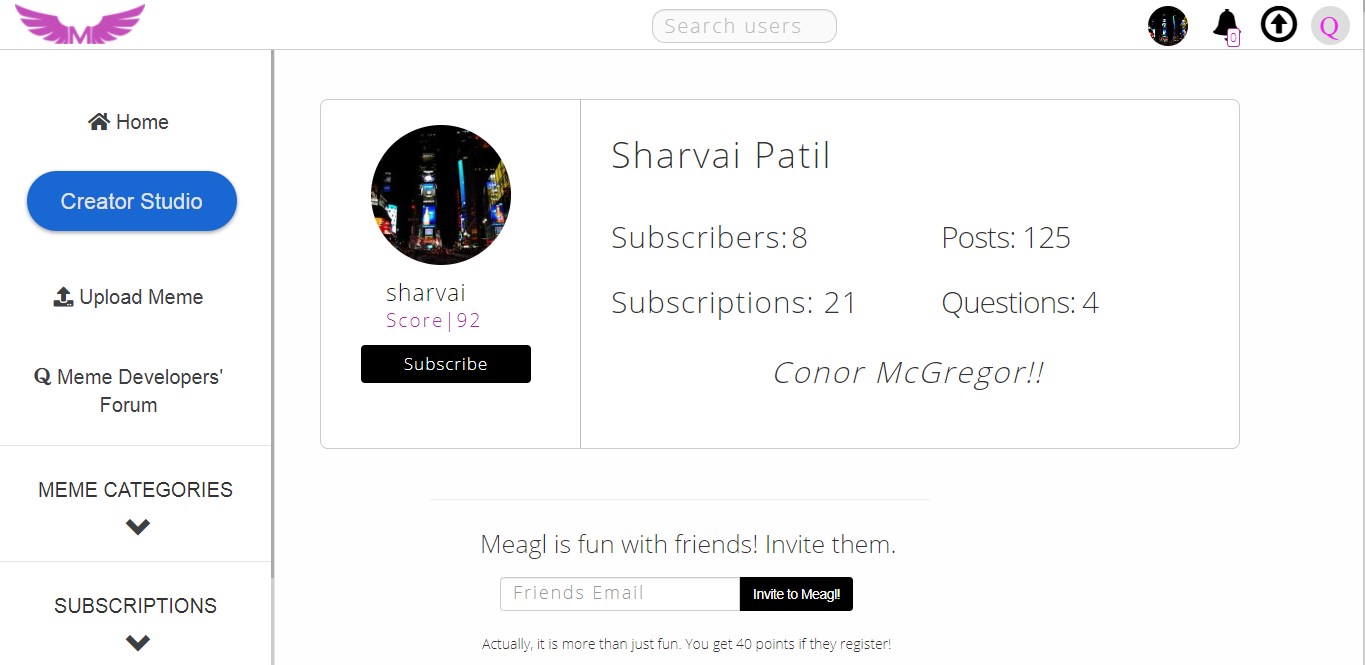 M
Search users
0
Q
Home
Creator Studio
Upload Meme
Q Meme Developers'
Forum
MEME CATEGORIES
SUBSCRIPTIONS
sharvai
Score|92
Subscribe
Sharvai Patil
Subscribers: 8
Posts: 125
Subscriptions: 21
Questions: 4
Conor McGregor!!
Meagl is fun with friends! Invite them.
Friends Email
Invite to Meagl!
Actually, it is more than just fun. You get 40 points if they register!